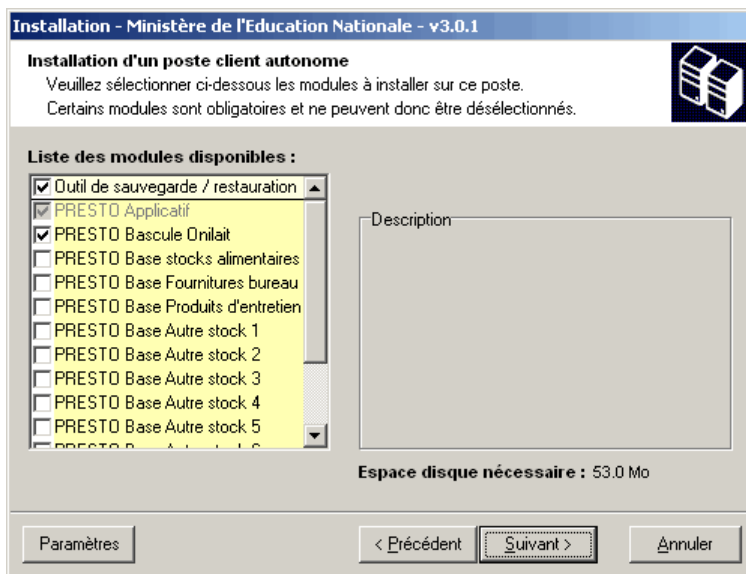 Installation - Ministère de l'Education Nationale - v3.0.1
Installation d'un poste client autonome
Veuillez sélectionner ci-dessous les modules à installer sur ce poste.
Certains modules sont obligatoires et ne peuvent donc être désélectionnés.
Liste des modules disponibles :
Outil de sauvegarde / restauration
PRESTO Applicatif
PRESTO Bascule Onilait
PRESTO Base stocks alimentaires
PRESTO Base Fournitures bureau
PRESTO Base Produits d'entretien
PRESTO Base Autre stock 1
PRESTO Base Autre stock 2
PRESTO Base Autre stock 3
PRESTO Base Autre stock 4
PRESTO Base Autre stock 5
Description
Espace disque nécessaire : 53.0 Mo
Paramètres
< Précédent
Suivant >
Annuler